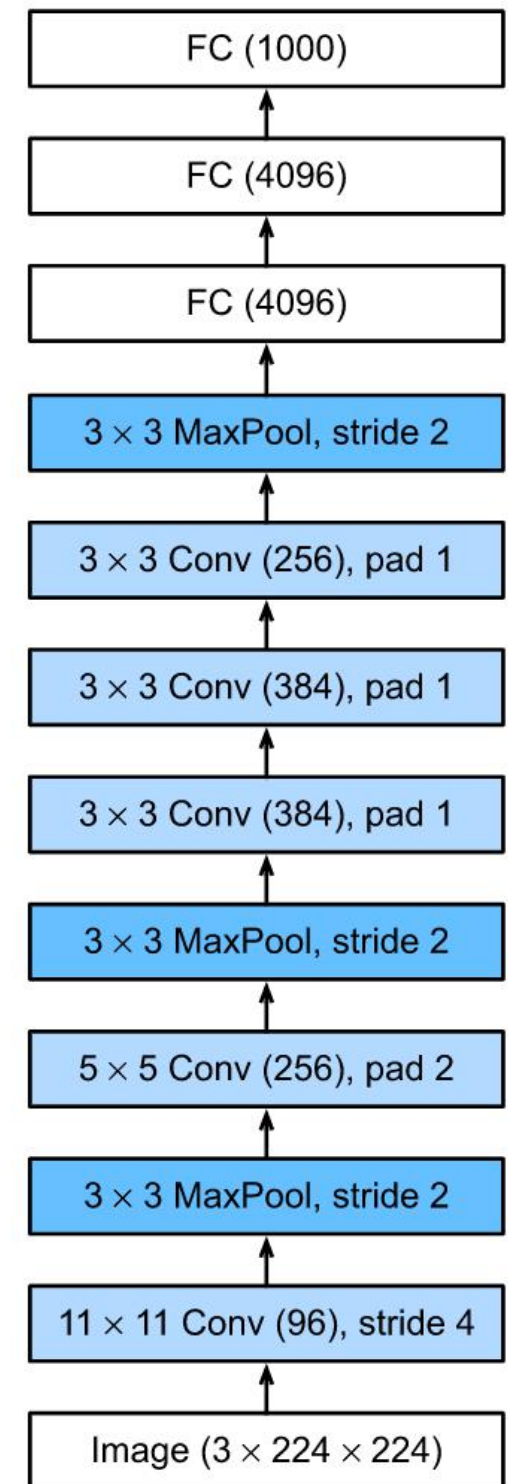 FC (1000)
FC (4096)
FC (4096)
3 × 3 MaxPool, stride 2
3 × 3 Conv (256), pad 1
3 × 3 Conv (384), pad 1
3 × 3 Conv (384), pad 1
3 × 3 MaxPool, stride 2
5 × 5 Conv (256), pad 2
3 × 3 MaxPool, stride 2
11 × 11 Conv (96), stride 4
Image (3 × 224 × 224)